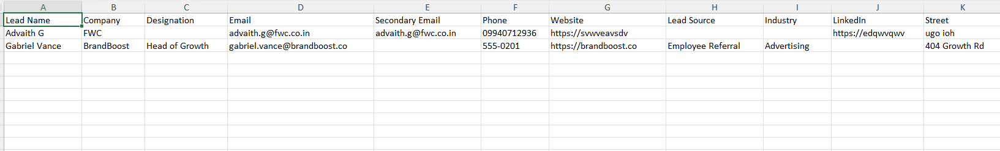 A B C D E F G H I J K
Lead Name Company Designation Email Secondary Email Phone Website Lead Source Industry LinkedIn Street
Advaith G FWC advaith.g@fwc.co.in advaith.g@fwc.co.in 09940712936 https://svwveavsdv https://edqwvqwv ugo ioh
Gabriel Vance BrandBoost Head of Growth gabriel.vance@brandboost.co 555-0201 https://brandboost.co Employee Referral Advertising 404 Growth Rd